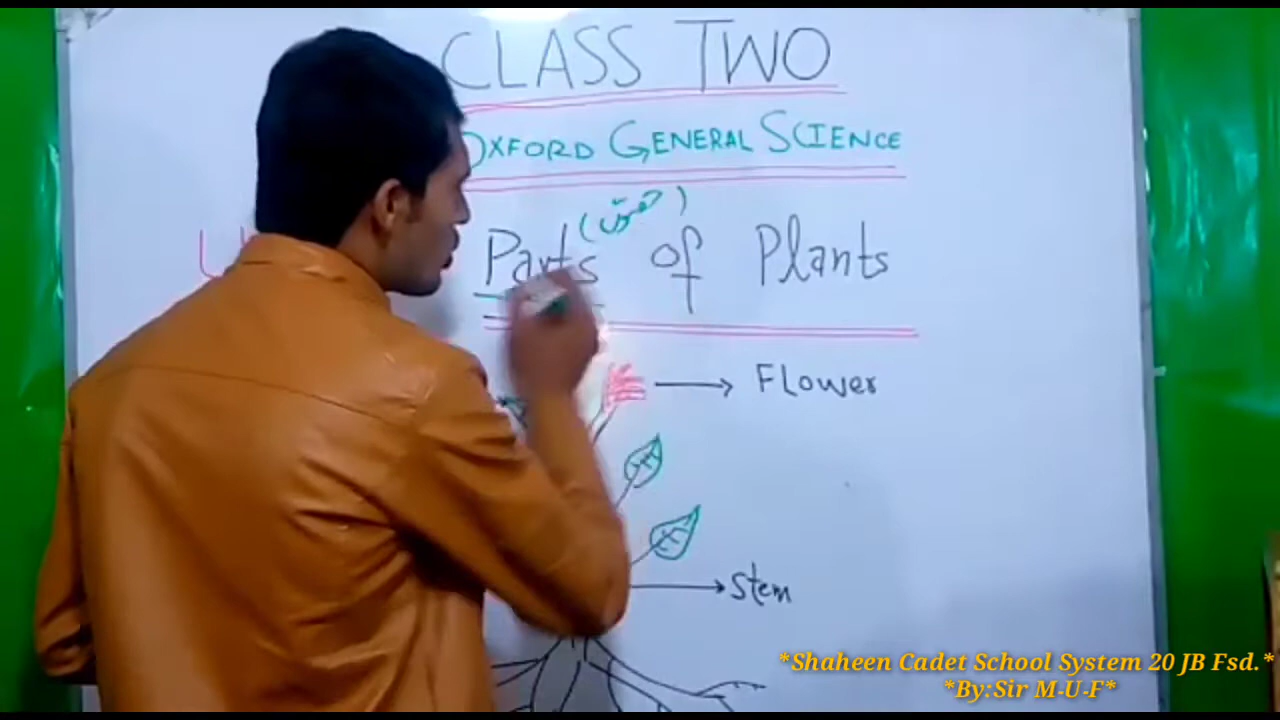 CLASS TWO
OXFORD GENERAL SCIENCE
Parts of Plants
Flower
Stem
*Shaheen Cadet School System 20 JB Fsd.*
*By:Sir M-U-F*